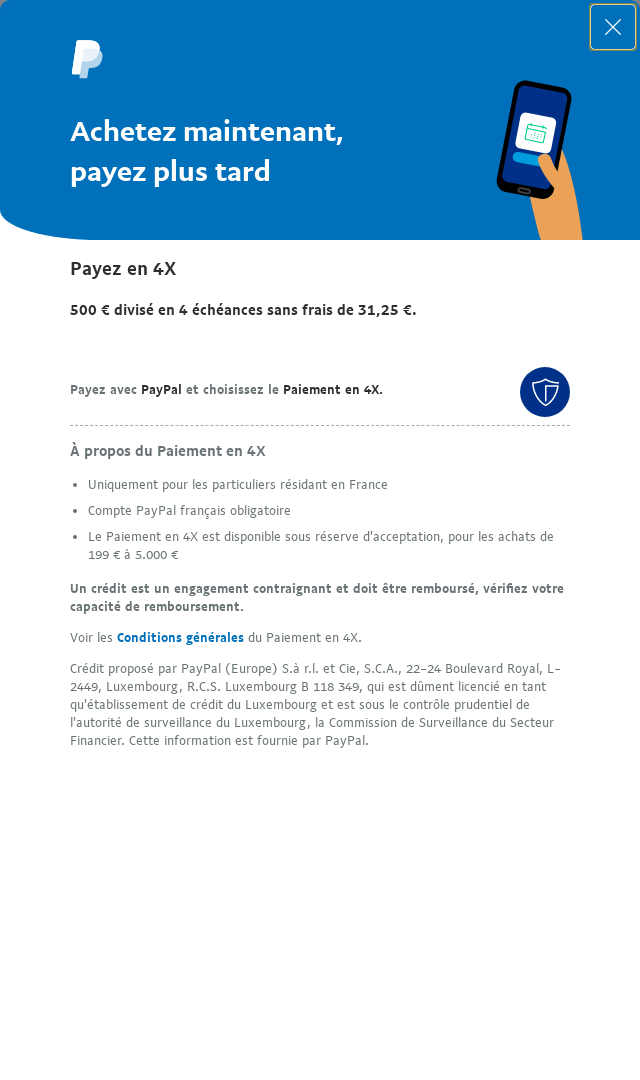 Achetez maintenant,
payez plus tard
Payez en 4X
500 € divisé en 4 échéances sans frais de 31,25 €.
Payez avec PayPal et choisissez le Paiement en 4X.
À propos du Paiement en 4X
• Uniquement pour les particuliers résidant en France
• Compte PayPal français obligatoire
• Le Paiement en 4X est disponible sous réserve d'acceptation, pour les achats de
199 € à 5.000 €
Un crédit est un engagement contraignant et doit être remboursé, vérifiez votre
capacité de remboursement.
Voir les Conditions générales du Paiement en 4X.
Crédit proposé par PayPal (Europe) S.à r.l. et Cie, S.C.A., 22–24 Boulevard Royal, L–
2449, Luxembourg, R.C.S. Luxembourg B 118 349, qui est dûment licencié en tant
qu'établissement de crédit du Luxembourg et est sous le contrôle prudentiel de
l'autorité de surveillance du Luxembourg, la Commission de Surveillance du Secteur
Financier. Cette information est fournie par PayPal.